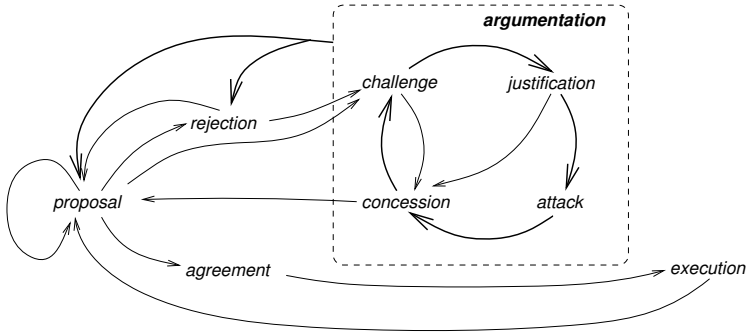 argumentation
challenge
justification
rejection
proposal
concession
attack
agreement
execution